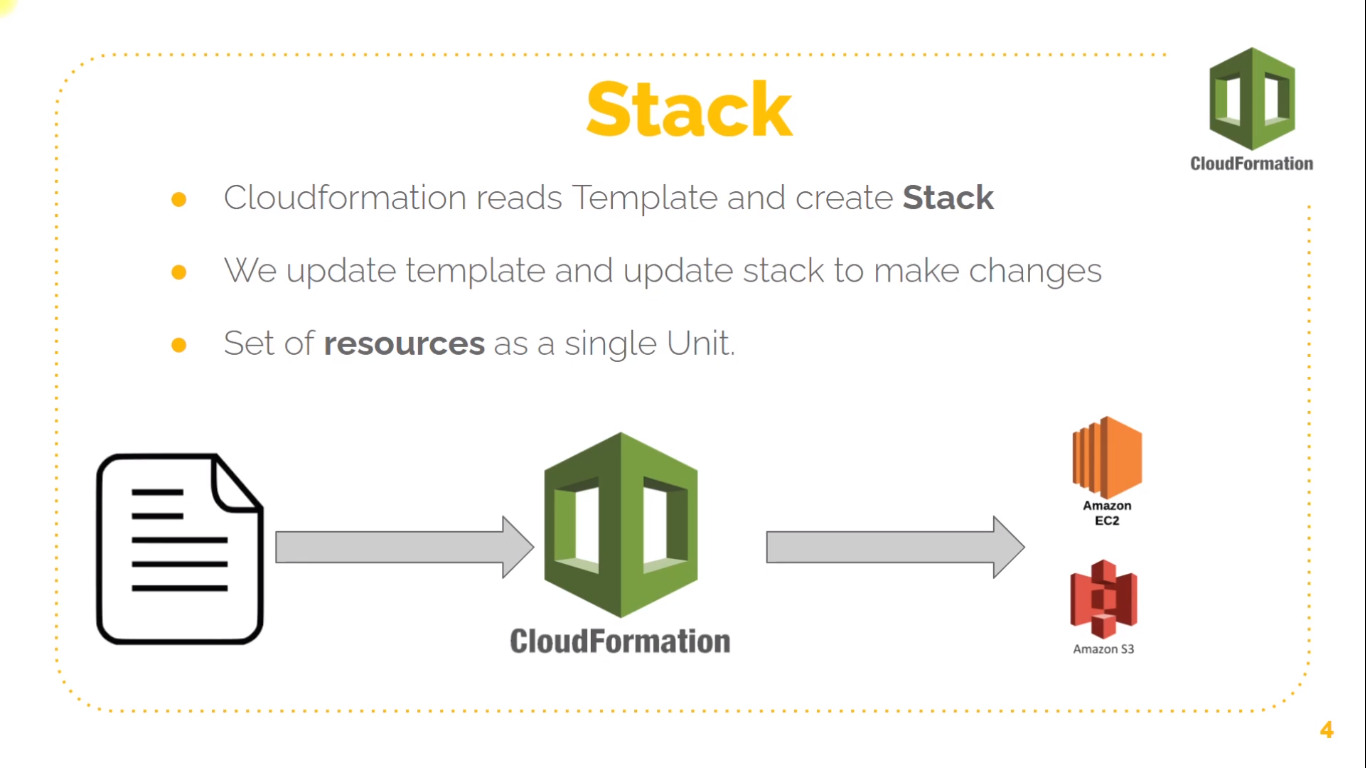 Stack
CloudFormation
Cloudformation reads Template and create Stack
We update template and update stack to make changes
Set of resources as a single Unit.
CloudFormation
Amazon
EC2
Amazon S3
4